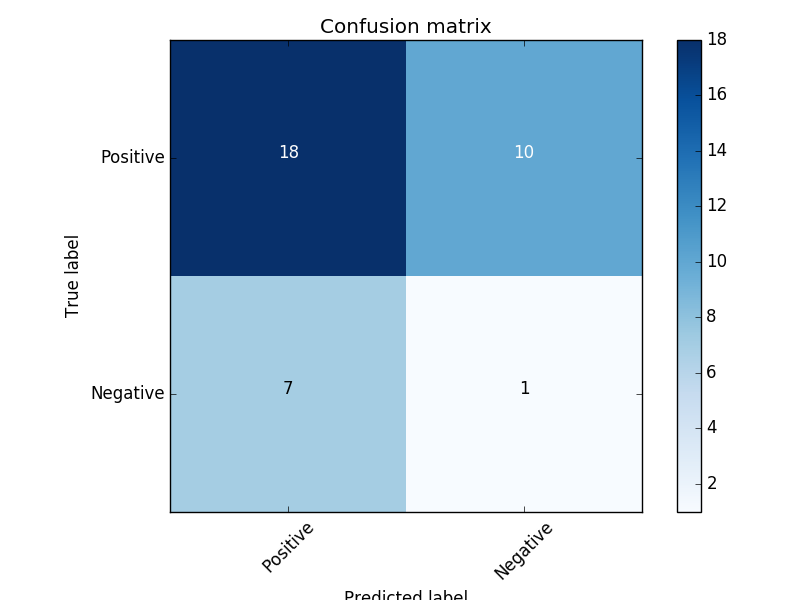 Confusion matrix
18
16
14
12
10
8
6
4
2
True label
Positive
18 10
Negative
7 1
Positive Negative
Predicted label